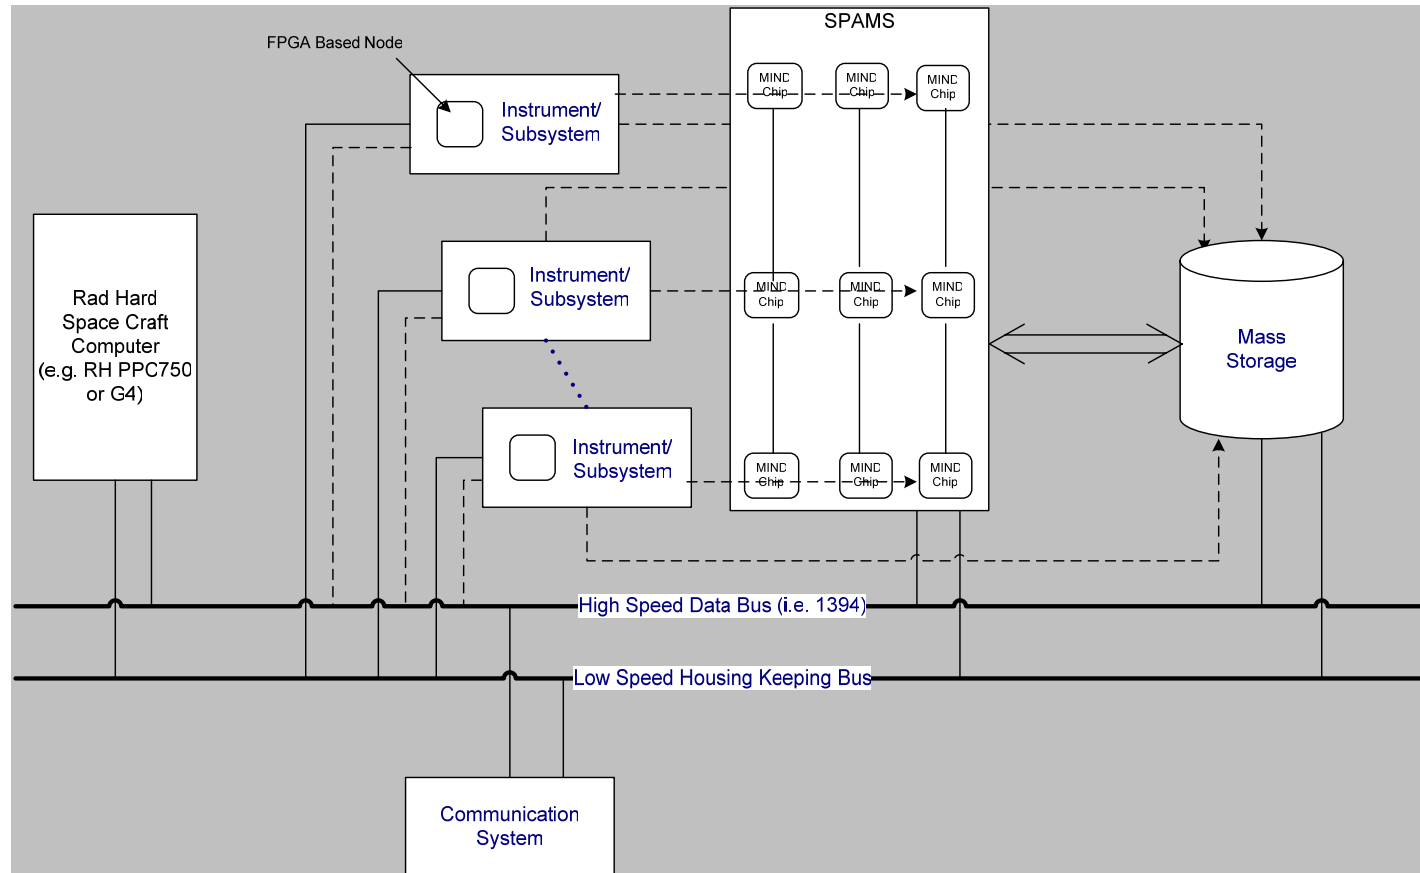 SPAMS
FPGA Based Node
MIND
Chip
MIND
Chip
MIND
Chip
Instrument/
Subsystem
Rad Hard
Space Craft
Computer
(e.g. RH PPC750
or G4)
Instrument/
Subsystem
MIND
Chip
MIND
Chip
MIND
Chip
Mass
Storage
Instrument/
Subsystem
MIND
Chip
MIND
Chip
MIND
Chip
High Speed Data Bus (i.e. 1394)
Low Speed Housing Keeping Bus
Communication
System